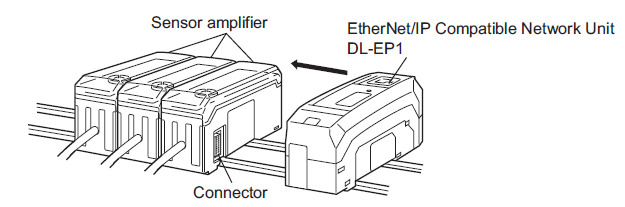 Sensor amplifier
EtherNet/IP Compatible Network Unit
DL-EP1
Connector